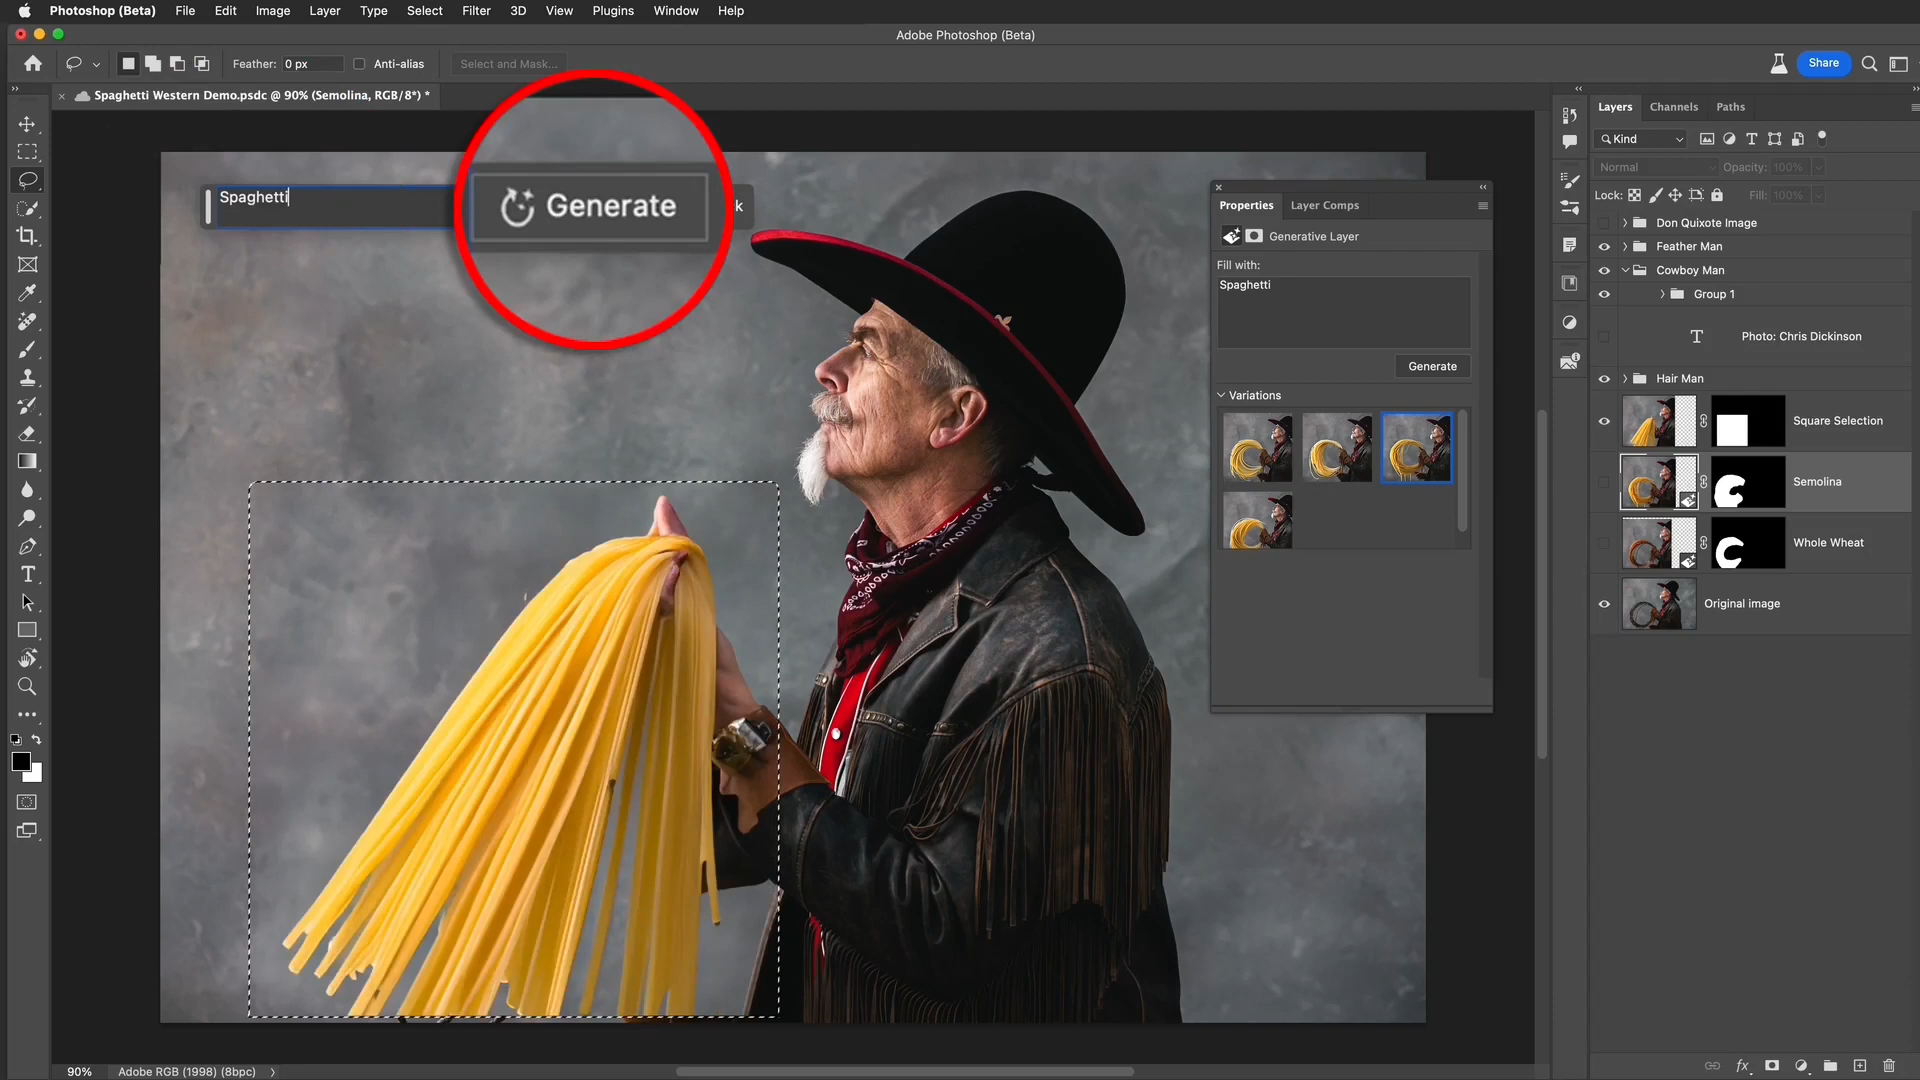 Photoshop (Beta) File Edit Image Layer Type Select Filter 3D View Plugins Window Help
Adobe Photoshop (Beta)
Feather: 0 px Anti-alias Select and Mask... Share
Spaghetti Western Demo.psdc @ 90% (Semolina, RGB/8*) *
Layers Channels Paths
Kind
Normal Opacity: 100%
Lock: Fill: 100%
Spaghetti
Generate
k
Properties Layer Comps
Generative Layer
Fill with:
Spaghetti
Generate
Variations
Don Quixote Image
Feather Man
Cowboy Man
Group 1
T Photo: Chris Dickinson
Hair Man
Square Selection
Semolina
Whole Wheat
Original image
90% Adobe RGB (1998) (8bpc)
fx